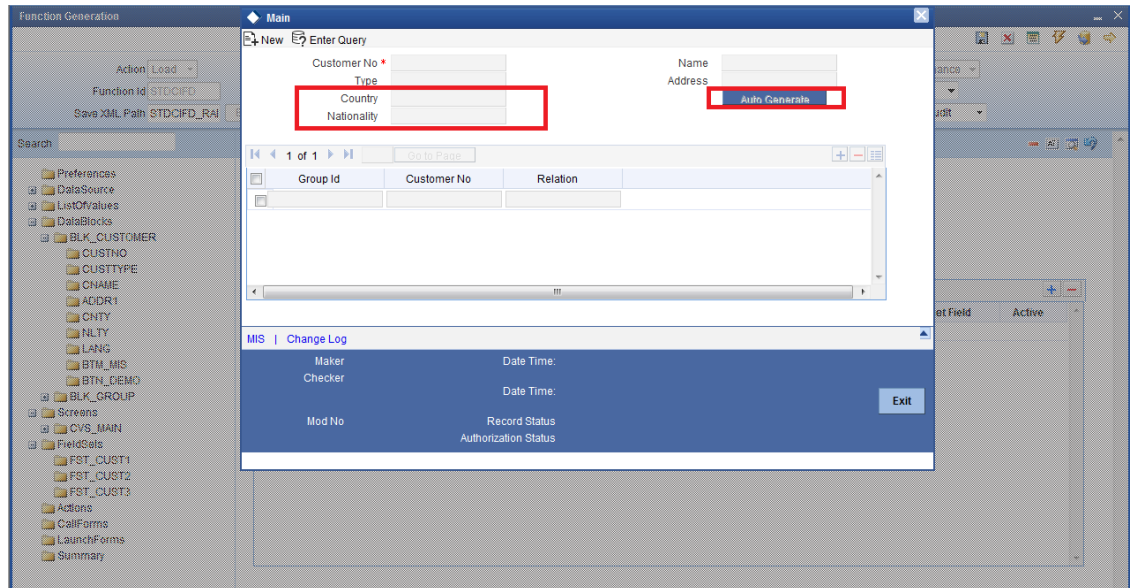 Function Generation
Action Load
Function Id STDCIFD
Save XML Path STDCIFD_RAI
Search
Preferences
DataSource
ListOfValues
DataBlocks
BLK_CUSTOMER
CUSTNO
CUSTTYPE
CNAME
ADDR1
CNTY
NLTY
LANG
BTM_MIS
BTN_DEMO
BLK_GROUP
Screens
CVS_MAIN
FieldSets
FST_CUST1
FST_CUST2
FST_CUST3
Actions
CallForms
LaunchForms
Summary
Main
New Enter Query
Customer No * Name
Type Address
Country Auto Generate
Nationality
1 of 1 Go to Page
Group Id Customer No Relation
MIS | Change Log
Maker Date Time:
Checker
Date Time:
Exit
Mod No Record Status
Authorization Status
et Field Active